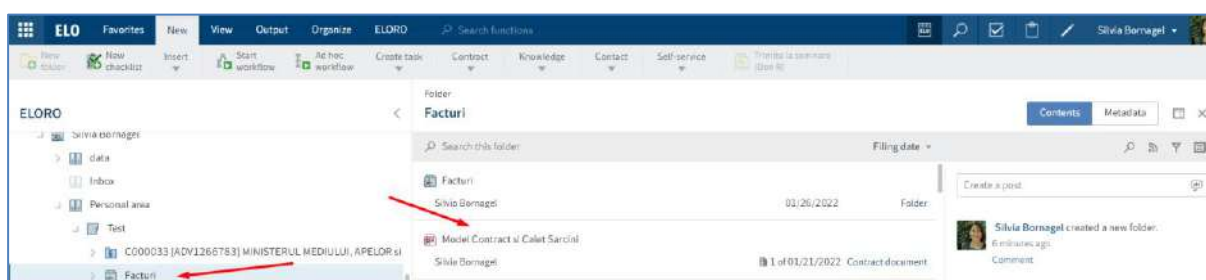 ELO Favorites New View Output Organize ELORO Search functions Silvia Bornagel
New folder New checklist Insert Start workflow Ad hoc workflow Create task Contract Knowledge Contact Self-service
ELORO
Silvia Bornagel
data
Inbox
Personal area
Test
C000033 [ADV1266783] MINISTERUL MEDIULUI, APELOR si
Facturi
Folder
Facturi
Contents Metadata
Search this folder Filing date
Facturi
Silvia Bornagel 01/26/2022 Folder
Model Contract si Caiet Sarcini
Silvia Bornagel 1 of 01/21/2022 Contract document
Create a post
Silvia Bornagel created a new folder.
6 minutes ago
Comment